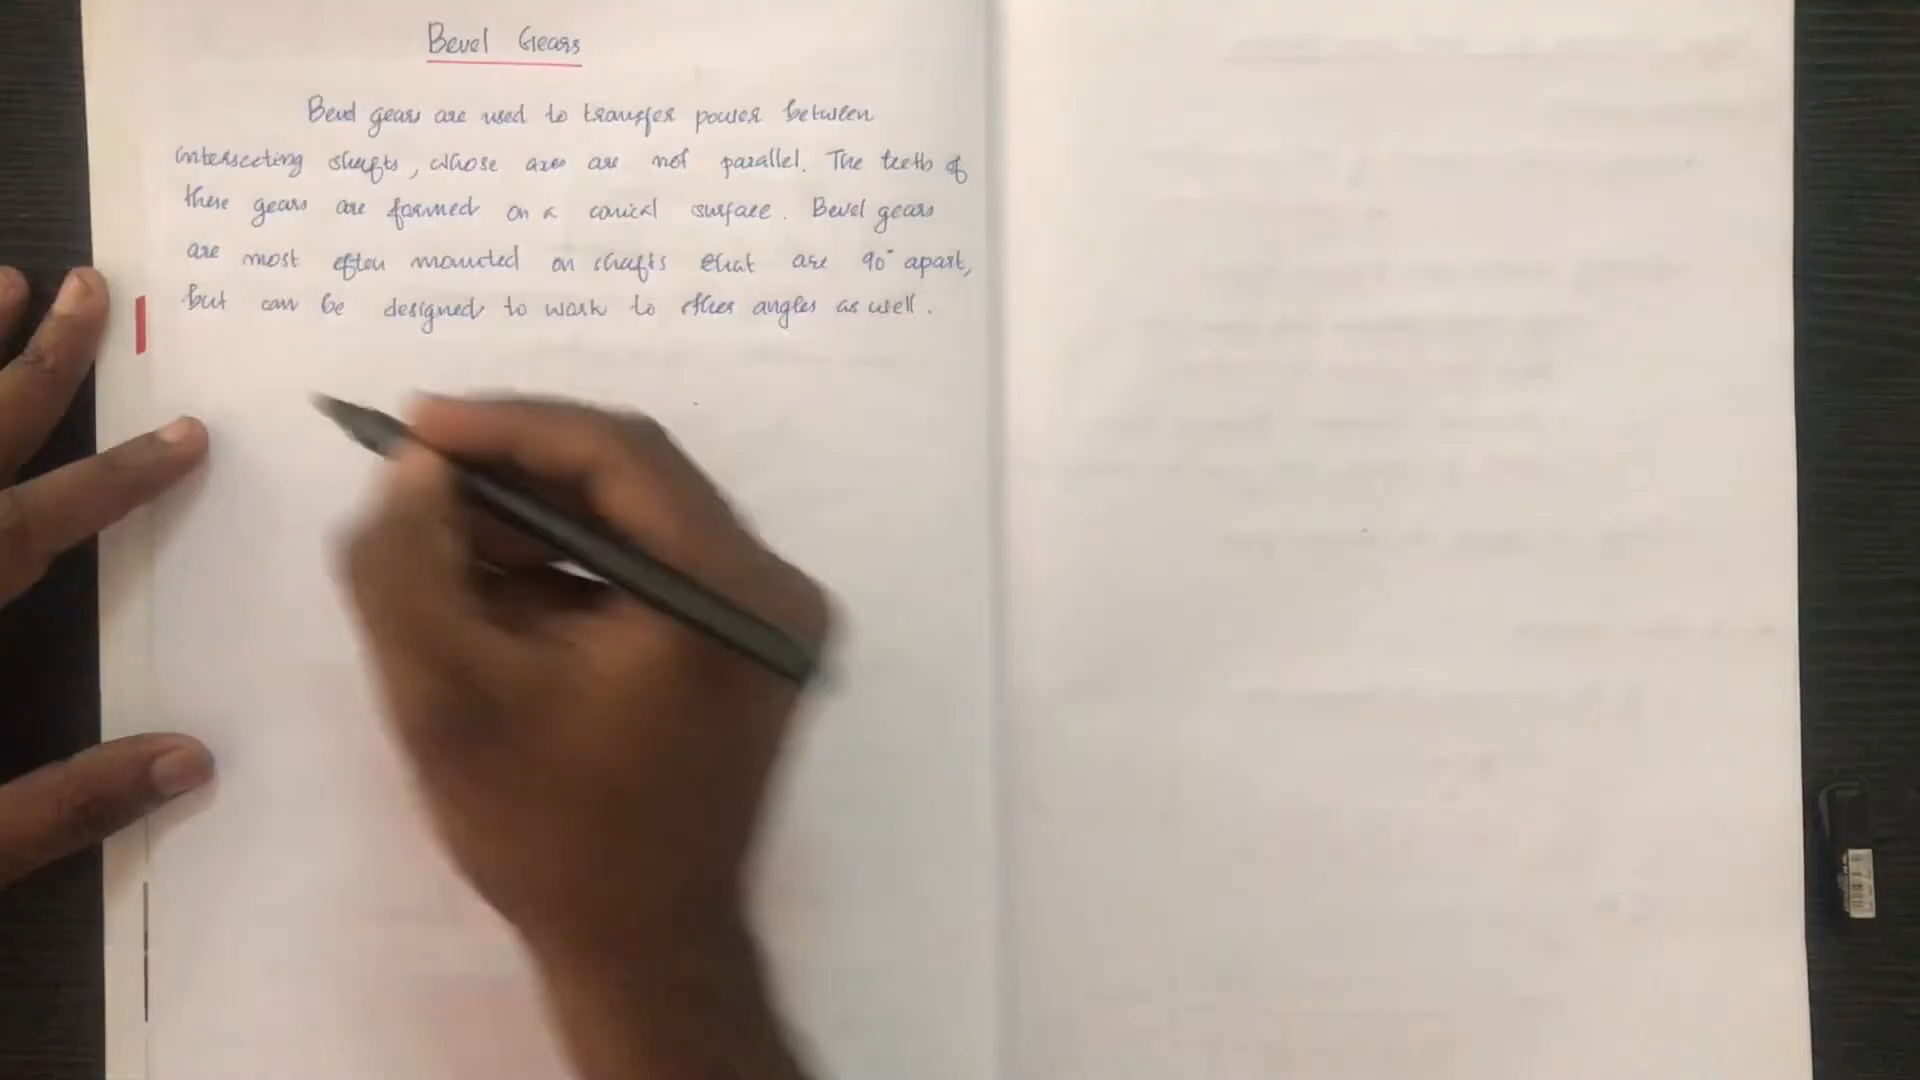 Bevel Gears
Bevel gears are used to transfer power between
intersecting shafts, whose axes are not parallel. The teeth of
these gears are formed on a conical surface. Bevel gears
are most often mounted on shafts that are 90° apart,
but can be designed to work to other angles as well.